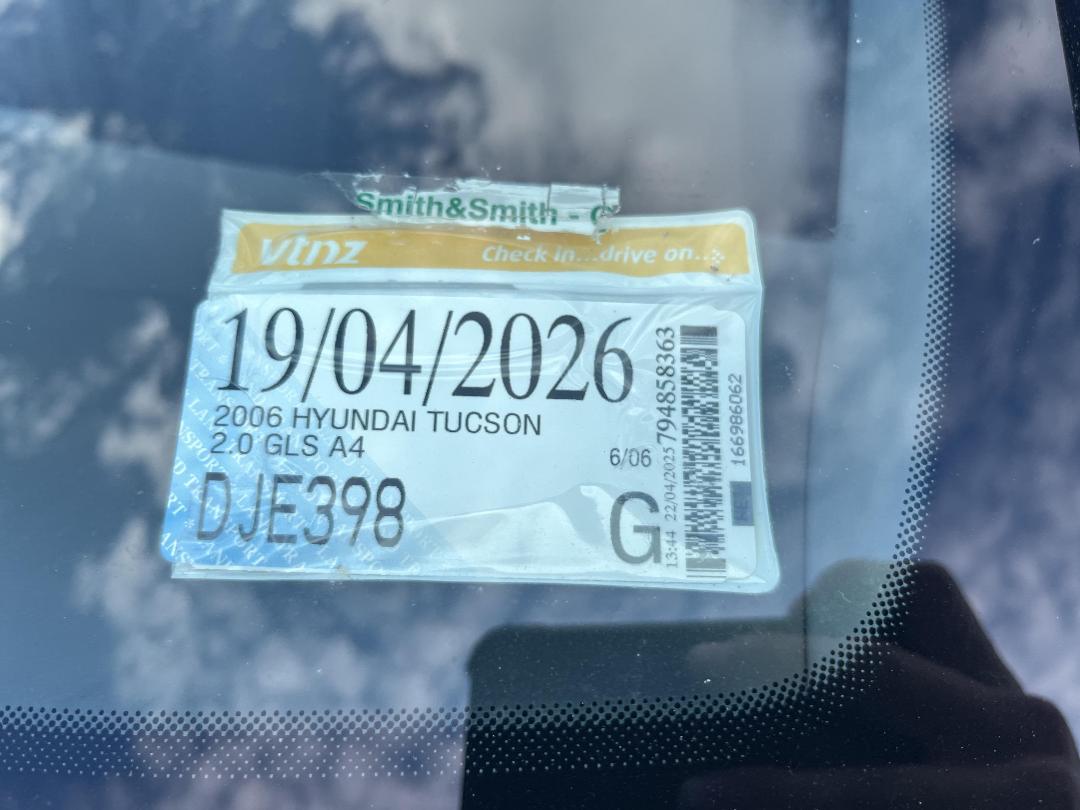 Smith&Smith -
vtnz Check in...drive on...
19/04/2026
2006 HYUNDAI TUCSON
2.0 GLS A4
6/06
DJE398
G
13:44 22/04/2025 794858363
166986062